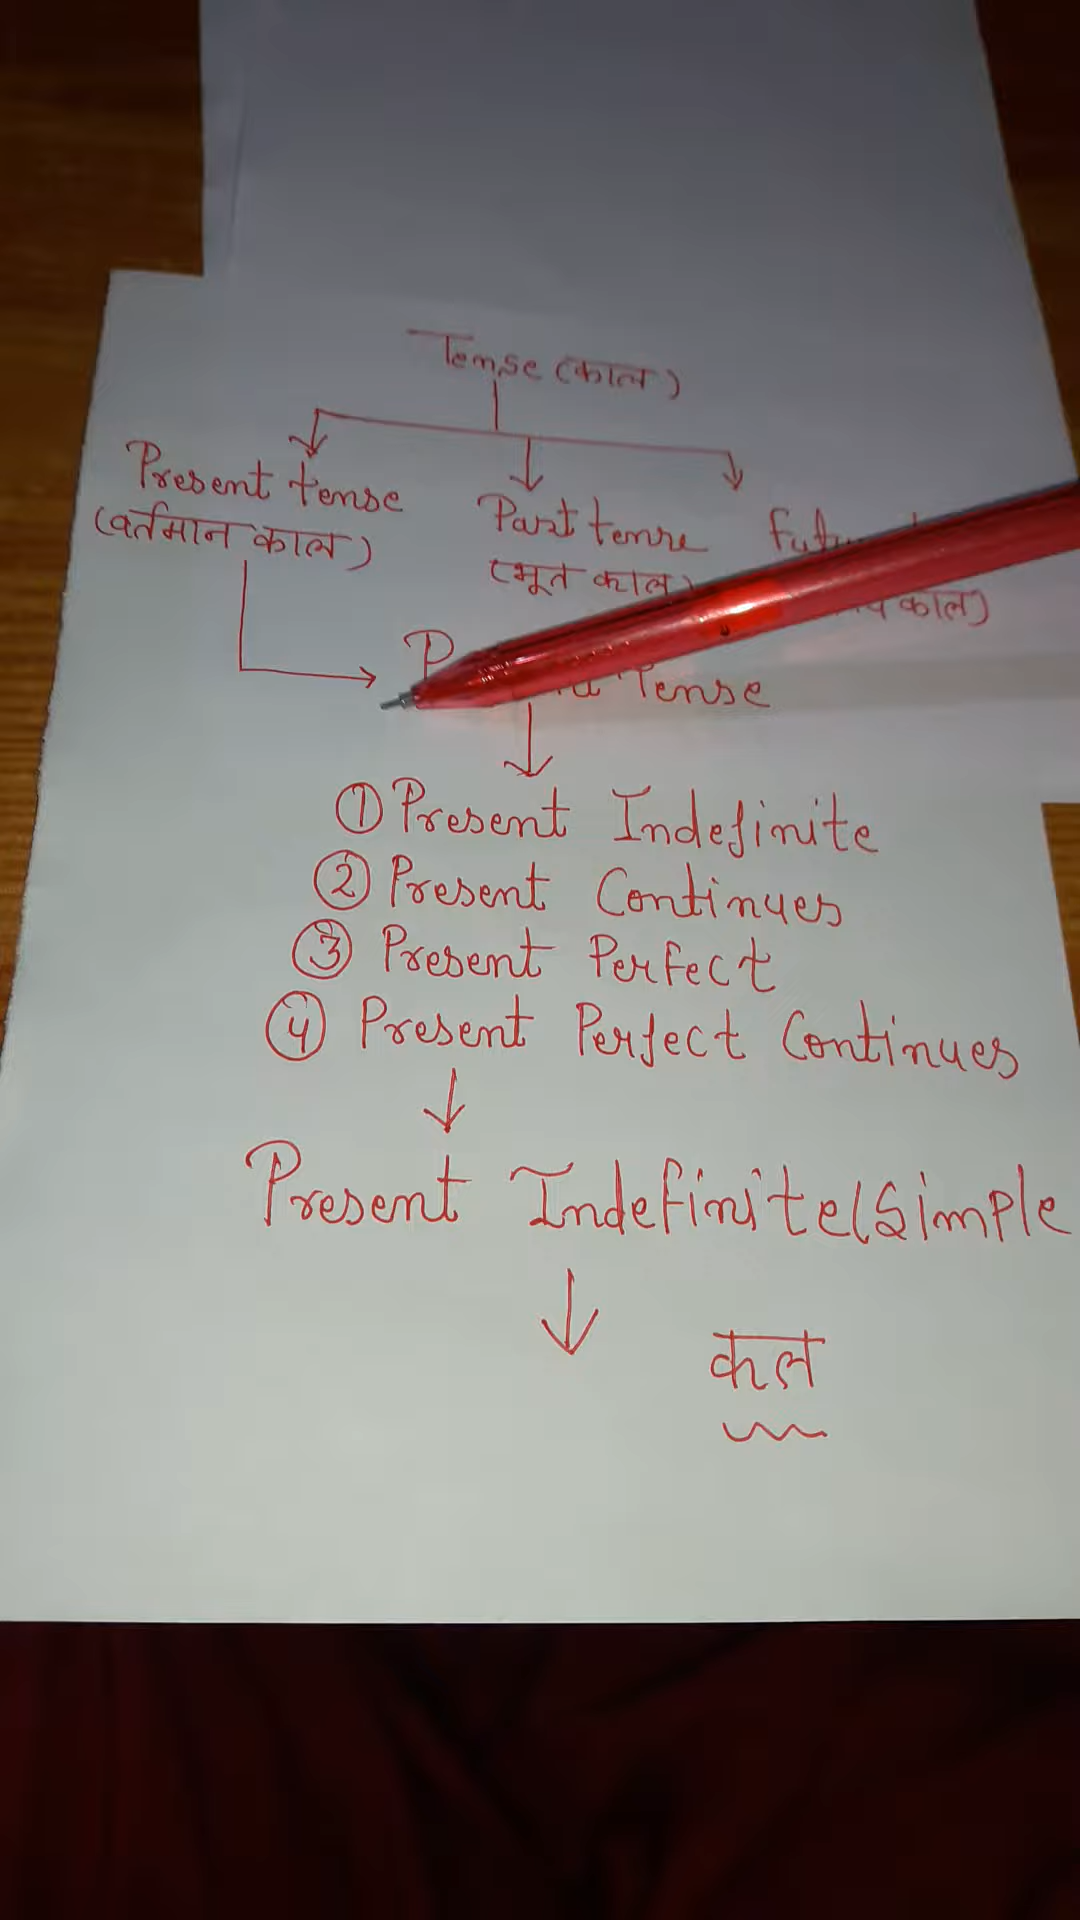 Tense (काल)
Present tense Past tense
(वर्तमान काल) (भूत काल) काल)
Tense
① Present Indefinite
② Present Continues
③ Present Perfect
④ Present Perfect Continues
Present Indefinite(Simple
कल